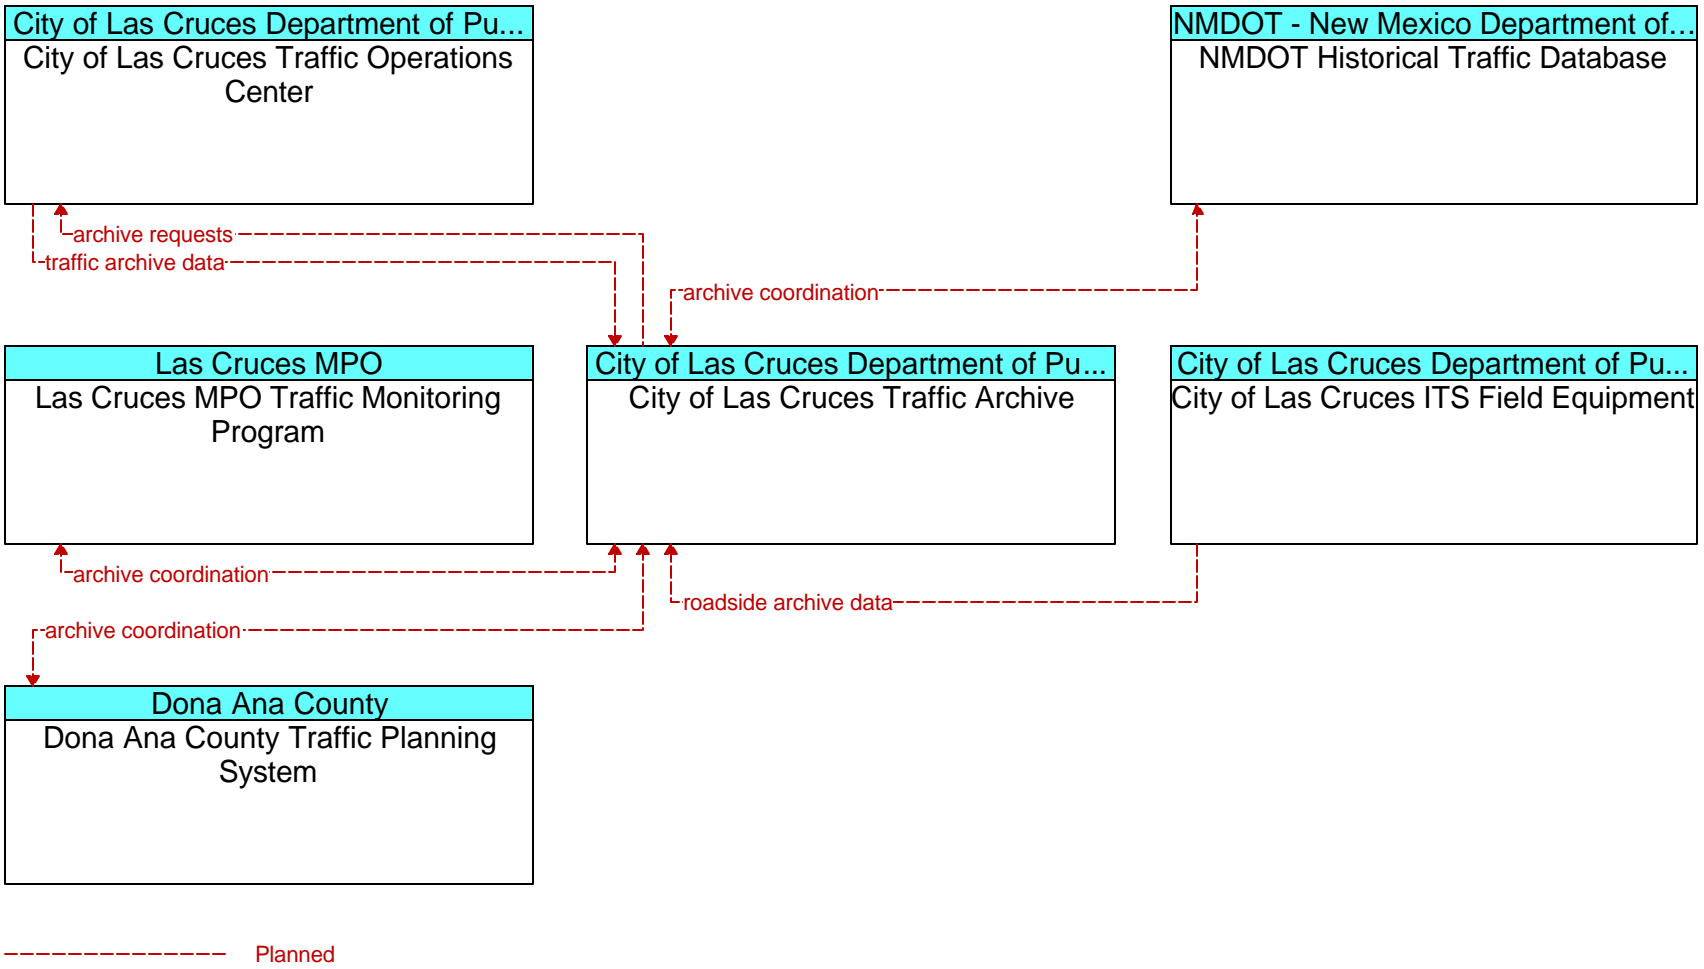 City of Las Cruces Department of Pu...
City of Las Cruces Traffic Operations
Center
NMDOT - New Mexico Department of...
NMDOT Historical Traffic Database
archive requests
traffic archive data
archive coordination
Las Cruces MPO
Las Cruces MPO Traffic Monitoring
Program
City of Las Cruces Department of Pu...
City of Las Cruces Traffic Archive
City of Las Cruces Department of Pu...
City of Las Cruces ITS Field Equipment
archive coordination
roadside archive data
archive coordination
Dona Ana County
Dona Ana County Traffic Planning
System
Planned